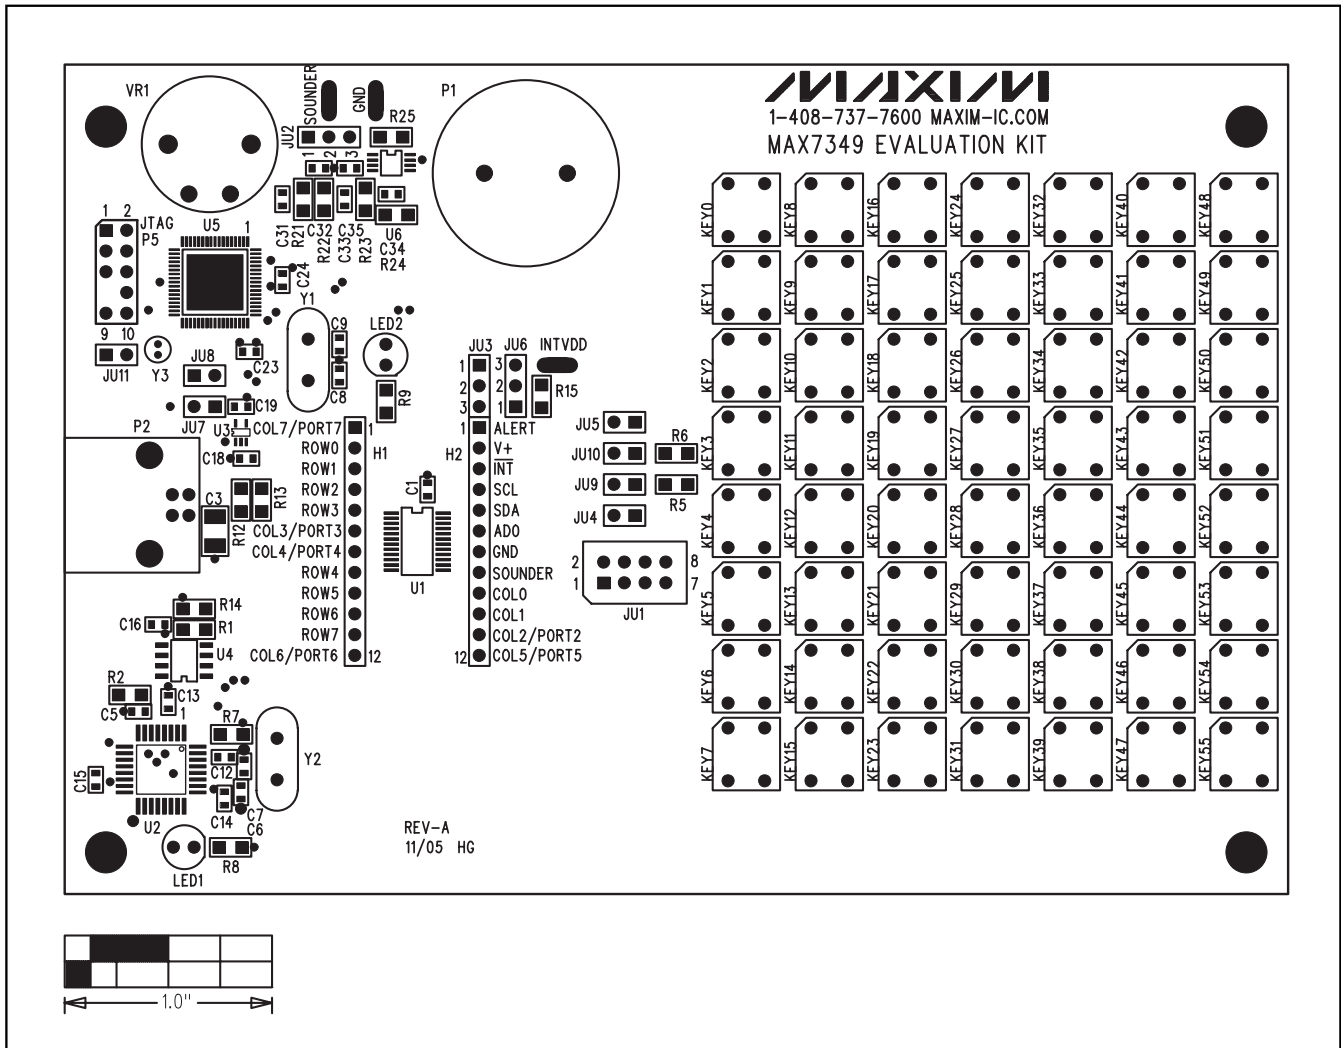 VR1
SOUNDER
GND
P1
MAXIM
1-408-737-7600 MAXIM-IC.COM
MAX7349 EVALUATION KIT
JU2
R25
1 2 3
1 2
JTAG
P5
U5
1
C31
R21
C32
R22
C35
C33
R23
U6
C34
R24
C24
Y1
9 10
JU11
Y3
JU8
C23
C9
C8
LED2
R9
JU3
JU6
INTVDD
1
2
3
3
2
1
R15
JU7
C19
U3
P2
C18
C3
R12
R13
COL7/PORT7
ROW0
ROW1
ROW2
ROW3
COL3/PORT3
COL4/PORT4
ROW4
ROW5
ROW6
ROW7
COL6/PORT6
1
H1
12
C1
U1
H2
1
12
ALERT
V+
INT
SCL
SDA
AD0
GND
SOUNDER
COL0
COL1
COL2/PORT2
COL5/PORT5
JU5
JU10
JU9
JU4
R6
R5
2 8
1 7
JU1
R14
C16
R1
U4
R2
C13
C5
1
R7
Y2
C12
C15
C14
C7
C6
U2
LED1
R8
REV-A
11/05 HG
KEY0 KEY8 KEY16 KEY24 KEY32 KEY40 KEY48
KEY1 KEY9 KEY17 KEY25 KEY33 KEY41 KEY49
KEY2 KEY10 KEY18 KEY26 KEY34 KEY42 KEY50
KEY3 KEY11 KEY19 KEY27 KEY35 KEY43 KEY51
KEY4 KEY12 KEY20 KEY28 KEY36 KEY44 KEY52
KEY5 KEY13 KEY21 KEY29 KEY37 KEY45 KEY53
KEY6 KEY14 KEY22 KEY30 KEY38 KEY46 KEY54
KEY7 KEY15 KEY23 KEY31 KEY39 KEY47 KEY55
1.0"